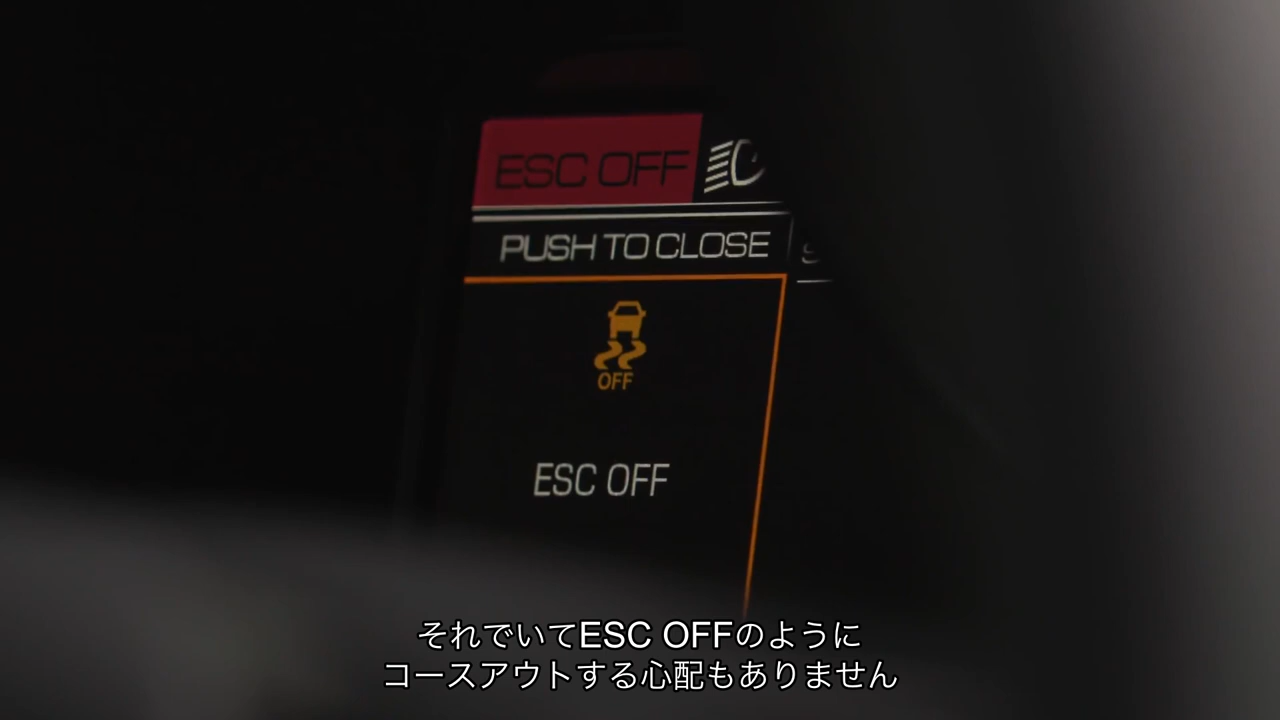 ESC OFF
PUSH TO CLOSE
OFF
ESC OFF
それでいてESC OFFのように
コースアウトする心配もありません